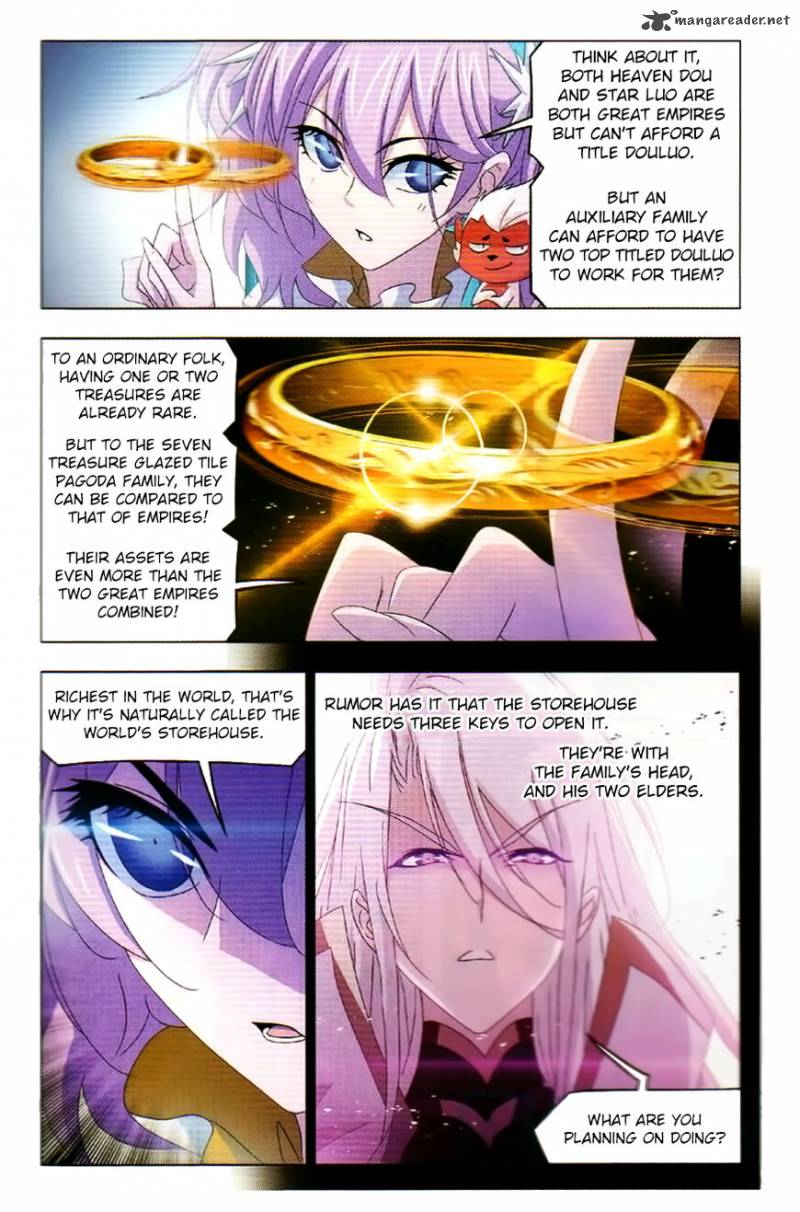 mangareader.net
THINK ABOUT IT,
BOTH HEAVEN DOU
AND STAR LUO ARE
BOTH GREAT EMPIRES
BUT CAN'T AFFORD A
TITLE DOULUO.
BUT AN
AUXILIARY FAMILY
CAN AFFORD TO HAVE
TWO TOP TITLED DOULUO
TO WORK FOR THEM?
TO AN ORDINARY FOLK,
HAVING ONE OR TWO
TREASURES ARE
ALREADY RARE.
BUT TO THE SEVEN
TREASURE GLAZED TILE
PAGODA FAMILY, THEY
CAN BE COMPARED TO
THAT OF EMPIRES!
THEIR ASSETS ARE
EVEN MORE THAN THE
TWO GREAT EMPIRES
COMBINED!
RICHEST IN THE WORLD, THAT'S
WHY IT'S NATURALLY CALLED THE
WORLD'S STOREHOUSE.
RUMOR HAS IT THAT THE STOREHOUSE
NEEDS THREE KEYS TO OPEN IT.
THEY'RE WITH
THE FAMILY'S HEAD,
AND HIS TWO ELDERS.
WHAT ARE YOU
PLANNING ON DOING?